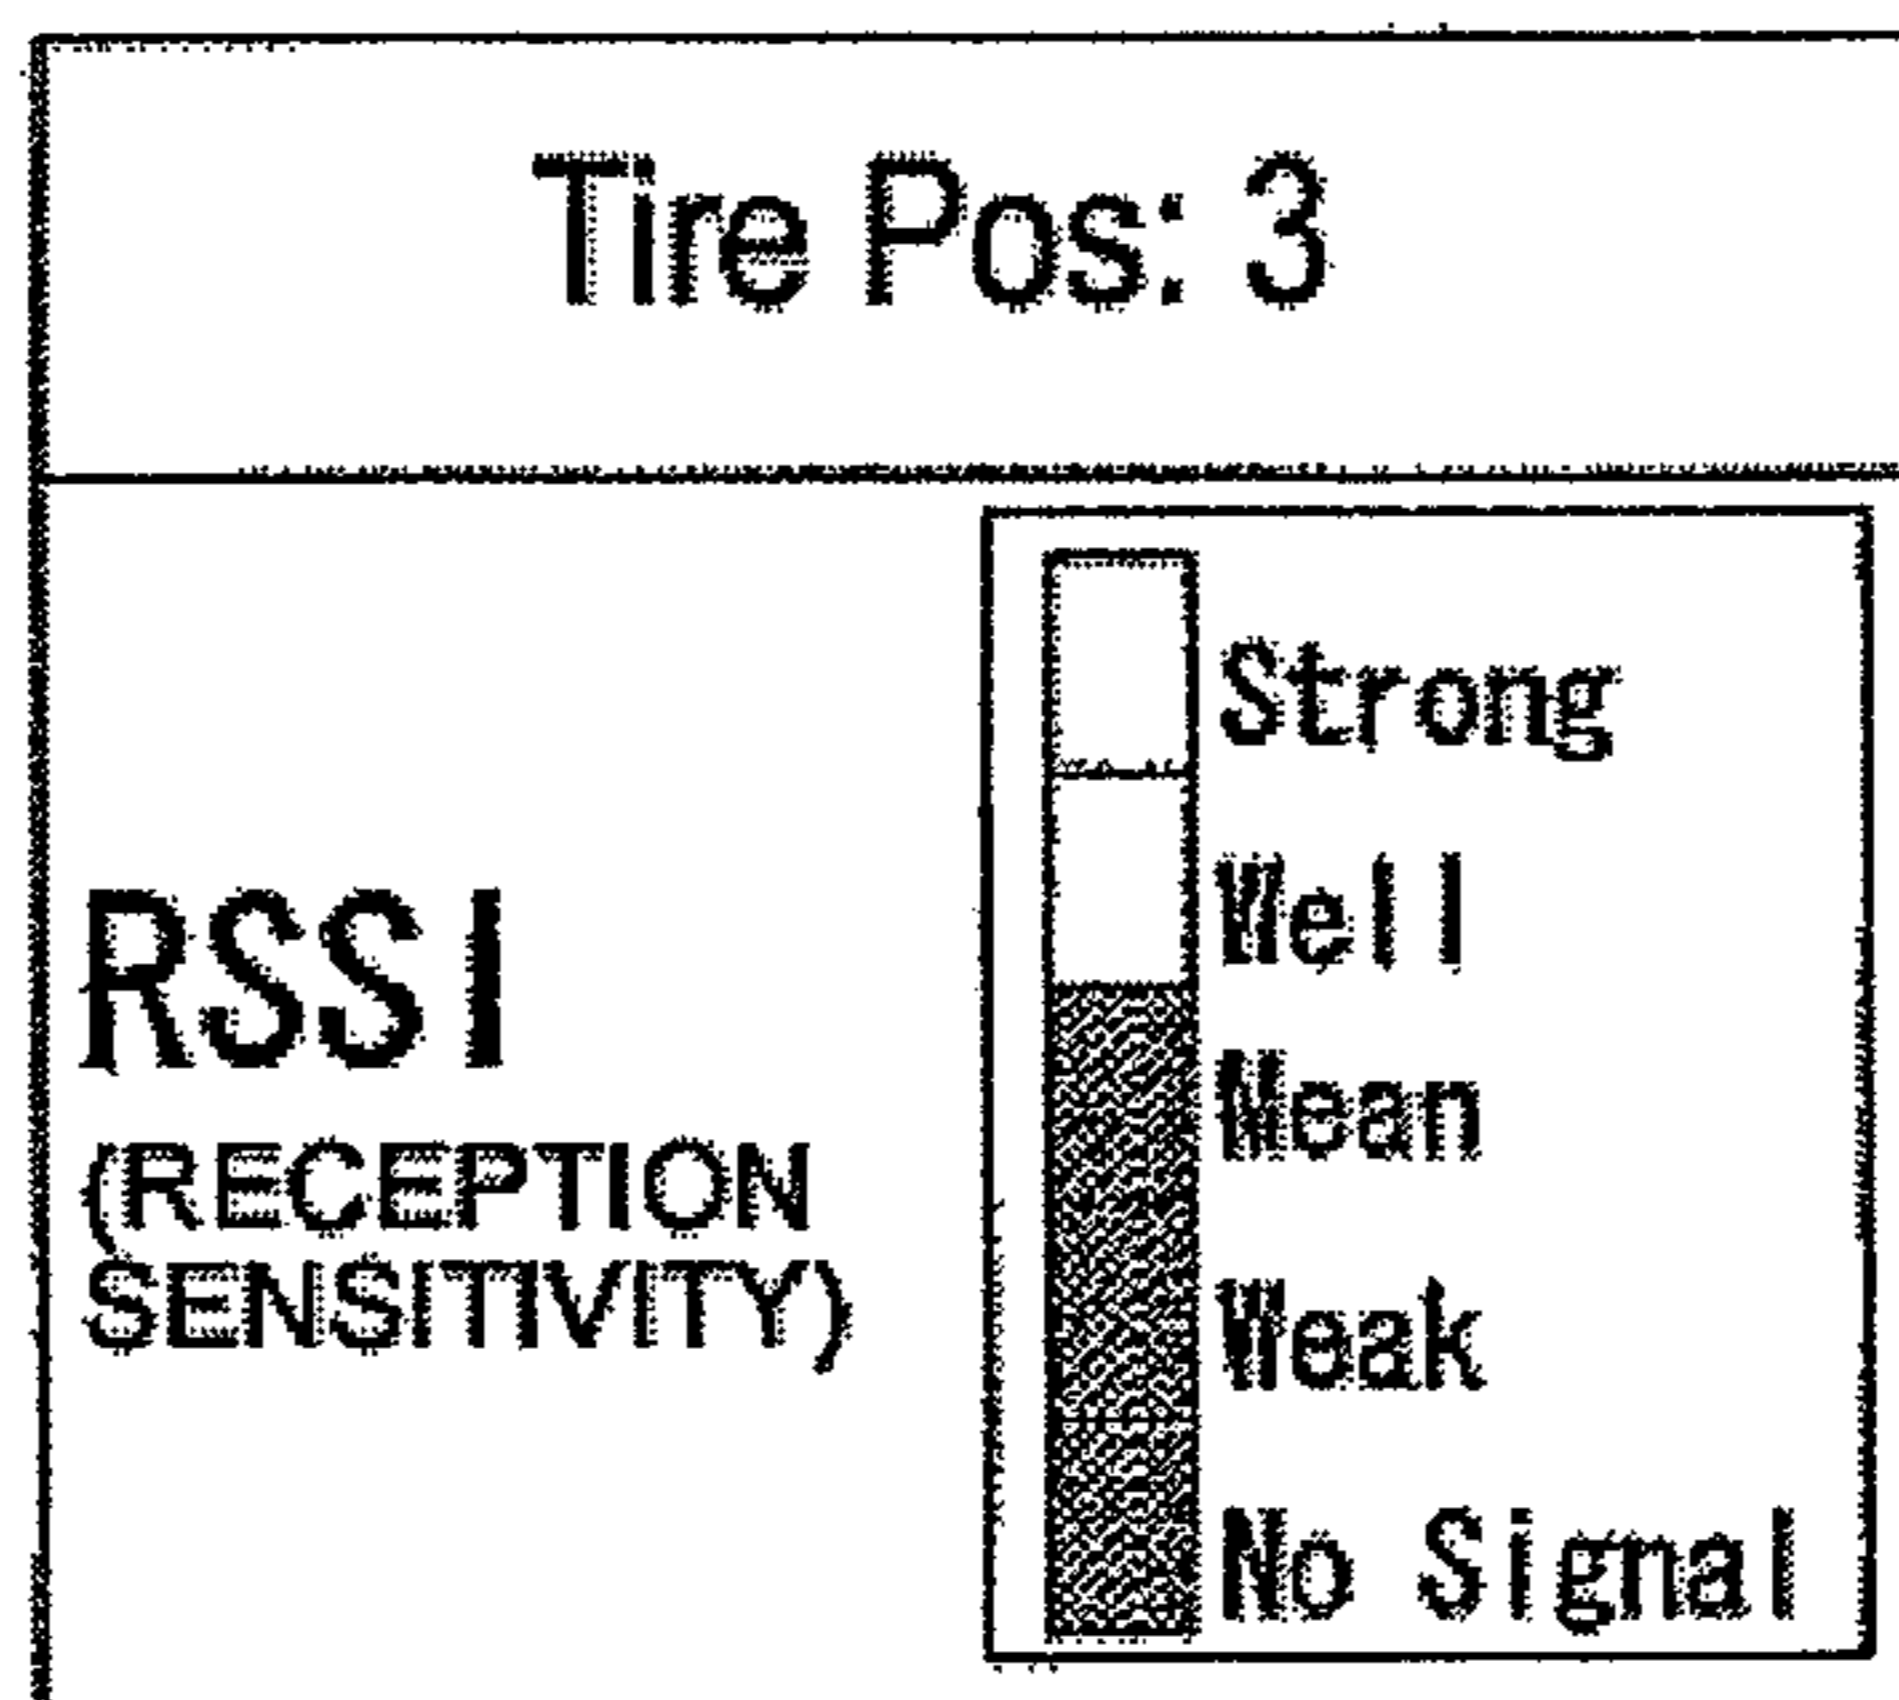 Tire Pos: 3
RSSI
(RECEPTION
SENSITIVITY)
Strong
Well
Mean
Weak
No Signal